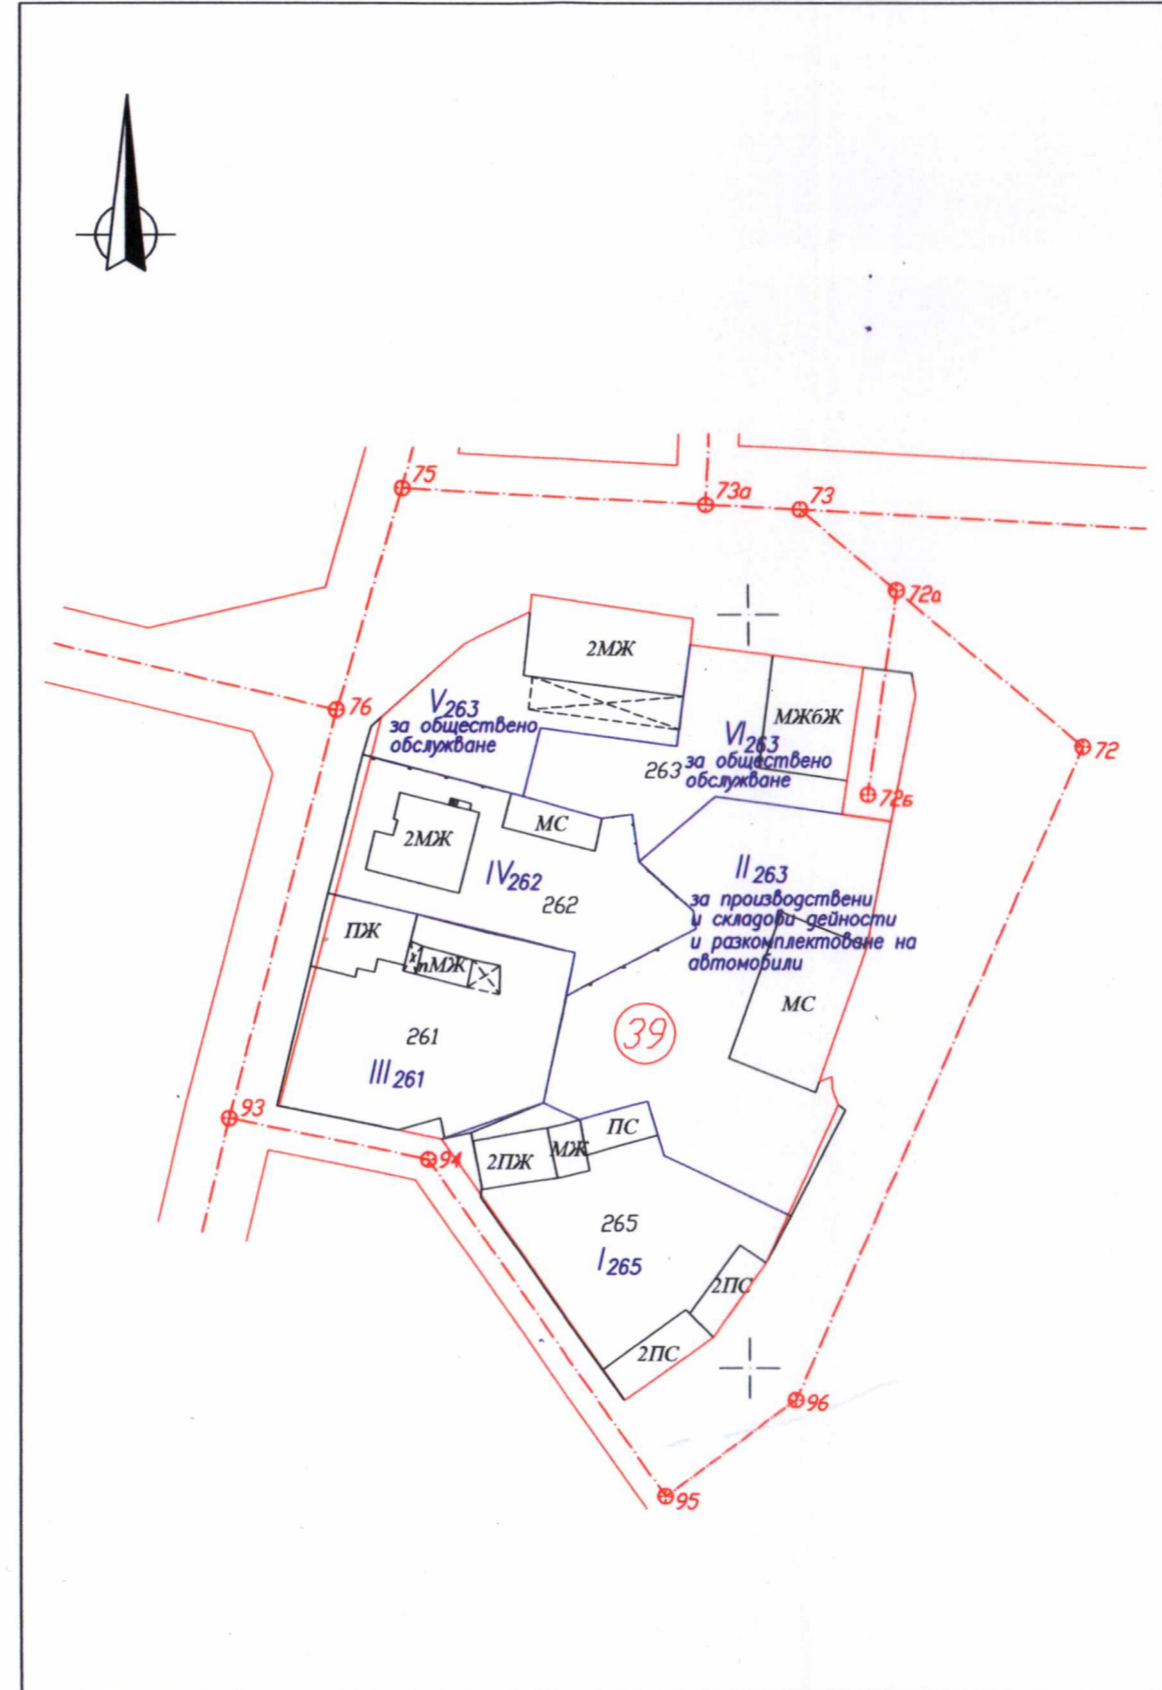 75
73а
73
72а
2МЖ
76
V263
за обществено
обслужване
МЖбЖ
VI263
за обществено
обслужване
263
72
72б
МС
2МЖ
IV262
262
II263
за производствени
и складови дейности
и разкомплектоване на
автомобили
ПЖ
пМЖ
МС
39
261
III261
93
94
2ПЖ
МЖ
ПС
265
I265
2ПС
2ПС
96
95